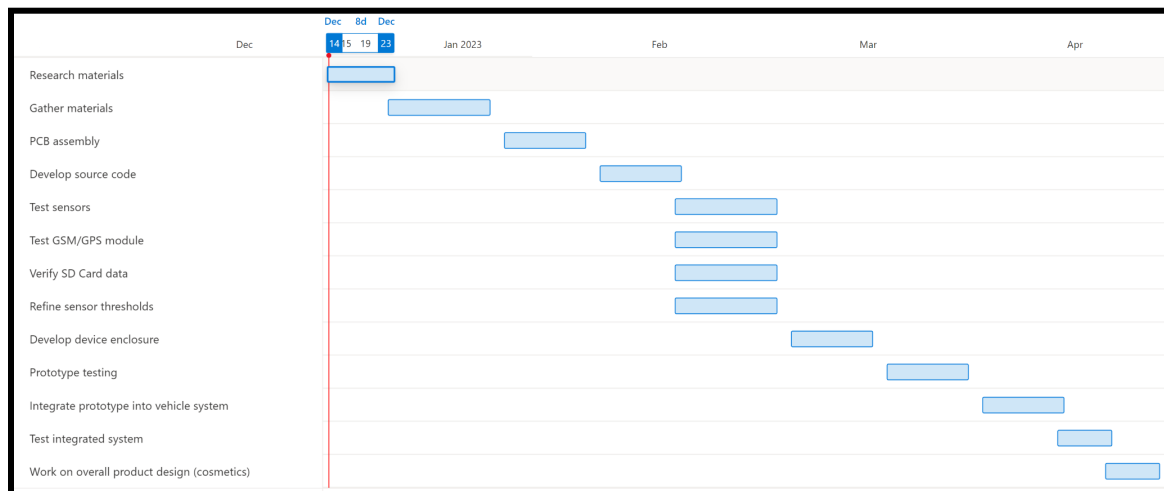 Dec 8d Dec
Dec 14 15 19 23 Jan 2023 Feb Mar Apr
Research materials
Gather materials
PCB assembly
Develop source code
Test sensors
Test GSM/GPS module
Verify SD Card data
Refine sensor thresholds
Develop device enclosure
Prototype testing
Integrate prototype into vehicle system
Test integrated system
Work on overall product design (cosmetics)